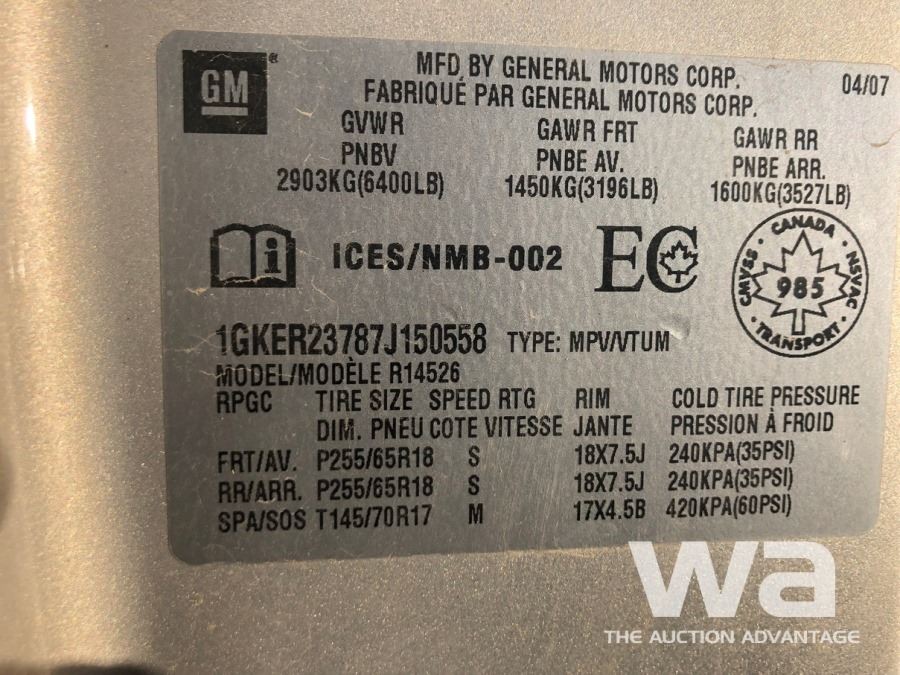 GM®
MFD BY GENERAL MOTORS CORP. 04/07
FABRIQUÉ PAR GENERAL MOTORS CORP.
GVWR GAWR FRT GAWR RR
PNBV PNBE AV. PNBE ARR.
2903KG(6400LB) 1450KG(3196LB) 1600KG(3527LB)
i ICES/NMB-002 EC
CANADA
CMVSS 985 NSVAC
TRANSPORT
1GKER23787J150558 TYPE: MPV/VTUM
MODEL/MODÈLE R14526
RPGC TIRE SIZE SPEED RTG RIM COLD TIRE PRESSURE
DIM. PNEU COTE VITESSE JANTE PRESSION À FROID
FRT/AV. P255/65R18 S 18X7.5J 240KPA(35PSI)
RR/ARR. P255/65R18 S 18X7.5J 240KPA(35PSI)
SPA/SOS T145/70R17 M 17X4.5B 420KPA(60PSI)
wa
THE AUCTION ADVANTAGE